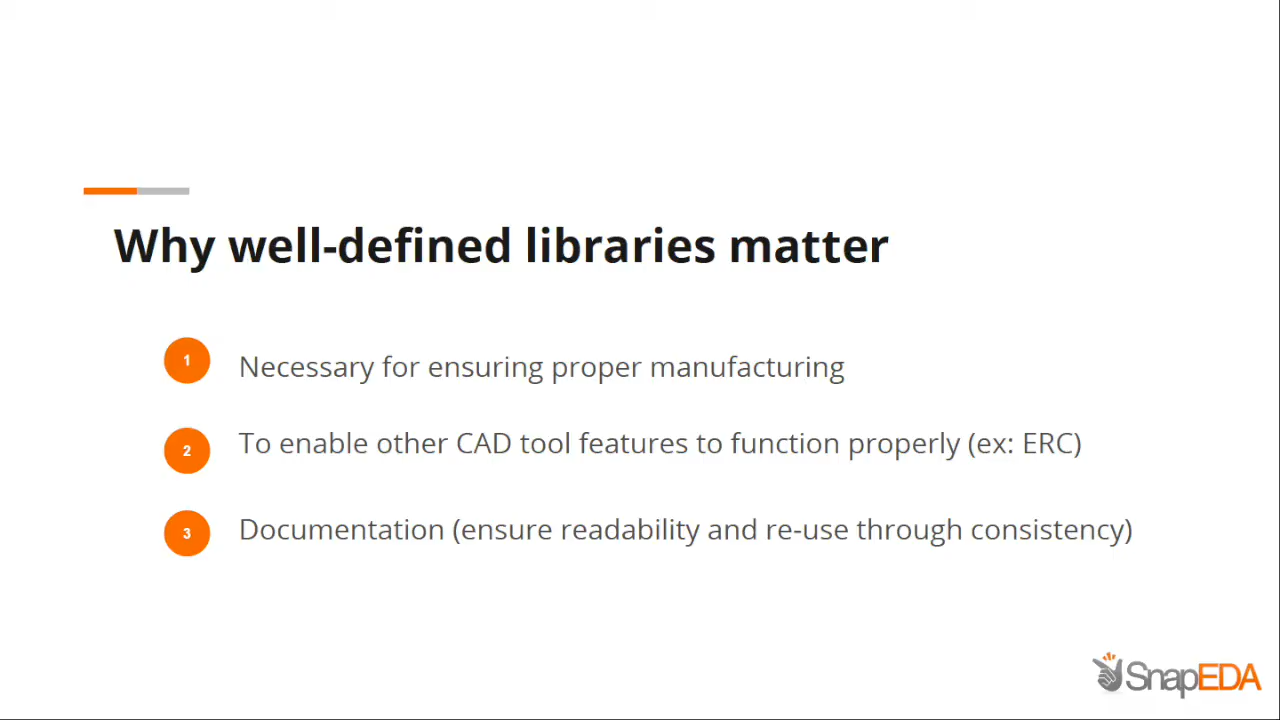 Why well-defined libraries matter
1 Necessary for ensuring proper manufacturing
2 To enable other CAD tool features to function properly (ex: ERC)
3 Documentation (ensure readability and re-use through consistency)
SnapEDA